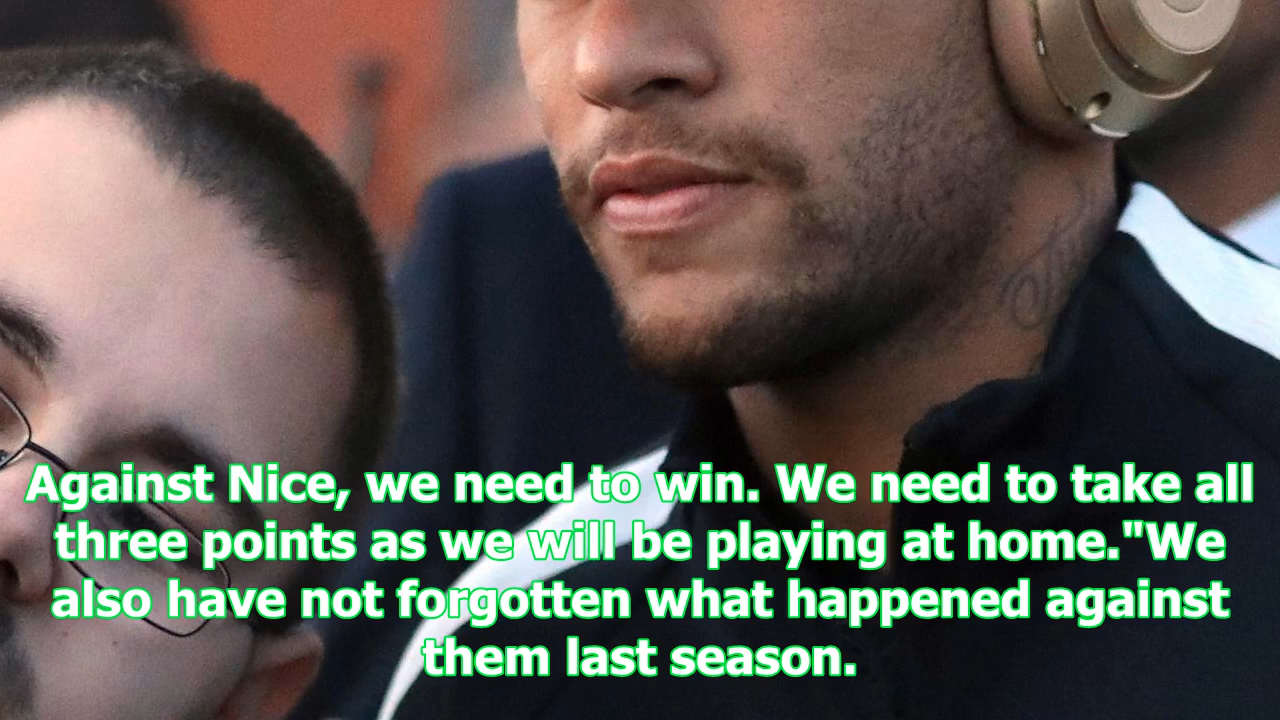 Against Nice, we need to win. We need to take all
three points as we will be playing at home."We
also have not forgotten what happened against
them last season.